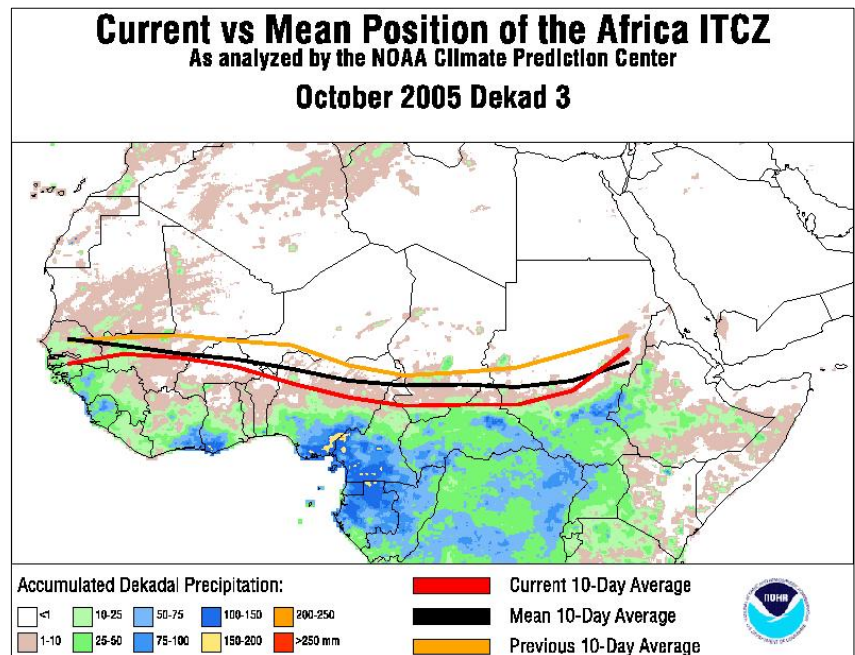 Current vs Mean Position of the Africa ITCZ
As analyzed by the NOAA Climate Prediction Center
October 2005 Dekad 3
Accumulated Dekadal Precipitation:
<1 10-25 50-75 100-150 200-250
1-10 25-50 75-100 150-200 >250 mm
Current 10-Day Average
Mean 10-Day Average
Previous 10-Day Average